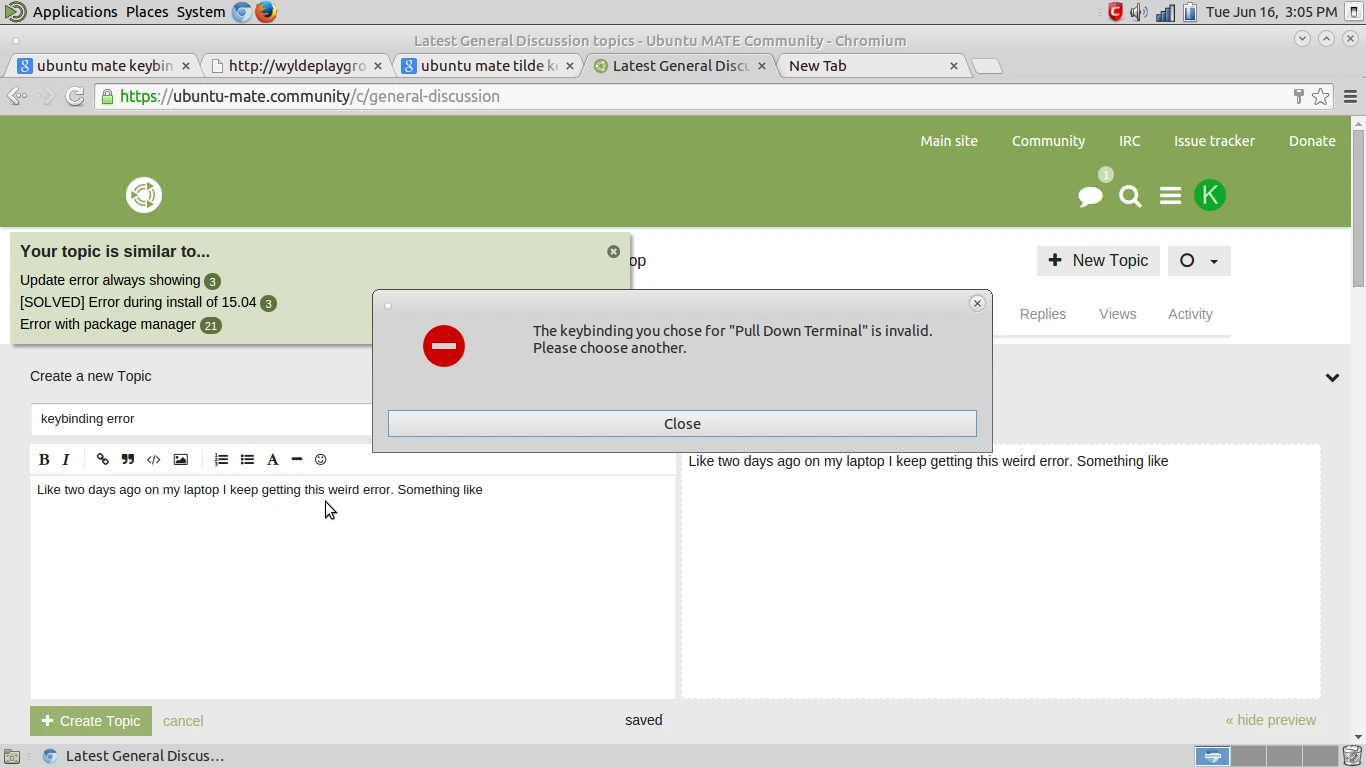 Applications Places System
Tue Jun 16, 3:05 PM
Latest General Discussion topics - Ubuntu MATE Community - Chromium
ubuntu mate keybin
http://wyldeplaygro
ubuntu mate tilde k
Latest General Discu
New Tab
https://ubuntu-mate.community/c/general-discussion
Main site Community IRC Issue tracker Donate
1
K
Your topic is similar to...
Update error always showing 3
[SOLVED] Error during install of 15.04 3
Error with package manager 21
op
New Topic
Replies Views Activity
The keybinding you chose for "Pull Down Terminal" is invalid.
Please choose another.
Close
Create a new Topic
keybinding error
B I
A
Like two days ago on my laptop I keep getting this weird error. Something like
Like two days ago on my laptop I keep getting this weird error. Something like
Create Topic cancel
saved
« hide preview
Latest General Discus...